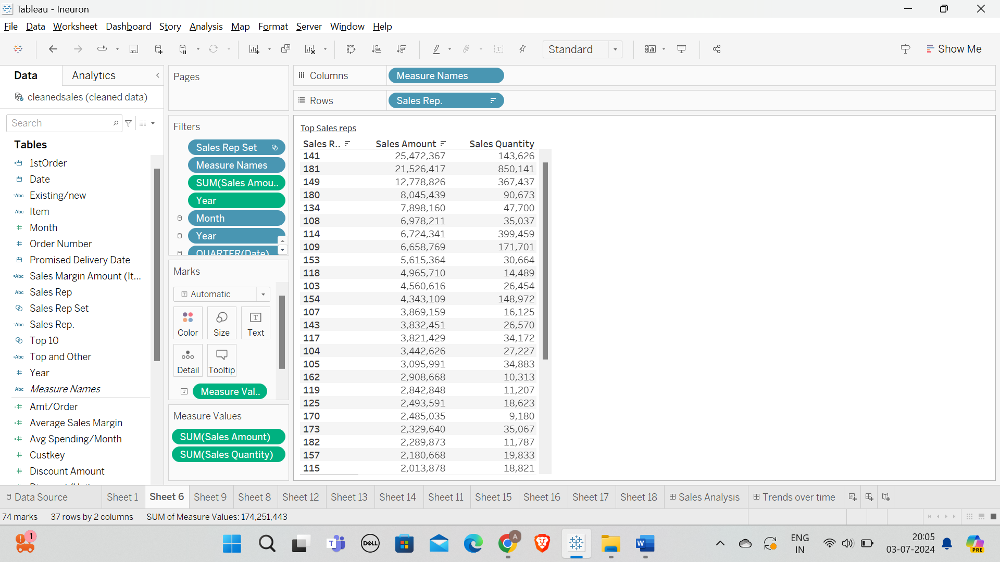 Tableau - Ineuron
File Data Worksheet Dashboard Story Analysis Map Format Server Window Help
Standard
Show Me
Data Analytics
cleanedsales (cleaned data)
Search
Tables
1stOrder
Date
Existing/new
Item
Month
Order Number
Promised Delivery Date
Sales Margin Amount (It...
Sales Rep
Sales Rep Set
Sales Rep.
Top 10
Top and Other
Year
Measure Names
Amt/Order
Average Sales Margin
Avg Spending/Month
Custkey
Discount Amount
Pages
Filters
Sales Rep Set
Measure Names
SUM(Sales Amou..
Year
Month
Year
QUARTER(Date)
Marks
Automatic
Color Size Text
Detail Tooltip
Measure Val..
Measure Values
SUM(Sales Amount)
SUM(Sales Quantity)
Columns Measure Names
Rows Sales Rep.
Top Sales reps
Sales R.. Sales Amount Sales Quantity
141 25,472,367 143,626
181 21,526,417 850,141
149 12,778,826 367,437
180 8,045,439 90,673
134 7,898,160 47,700
108 6,978,211 35,037
114 6,724,341 399,459
109 6,658,769 171,701
153 5,615,364 30,664
118 4,965,710 14,489
103 4,560,616 26,454
154 4,343,109 148,972
107 3,869,159 16,125
143 3,832,451 26,570
117 3,821,429 34,172
104 3,442,626 27,227
105 3,095,991 34,883
162 2,908,668 10,313
119 2,842,848 11,207
125 2,493,591 18,623
170 2,485,035 9,180
173 2,329,640 35,067
182 2,289,873 11,787
157 2,180,668 19,833
115 2,013,878 18,821
Data Source Sheet 1 Sheet 6 Sheet 9 Sheet 8 Sheet 12 Sheet 13 Sheet 14 Sheet 11 Sheet 15 Sheet 16 Sheet 17 Sheet 18 Sales Analysis Trends over time
74 marks 37 rows by 2 columns SUM of Measure Values: 174,251,443
1
DELL
A
ENG
IN
20:05
03-07-2024
PRE